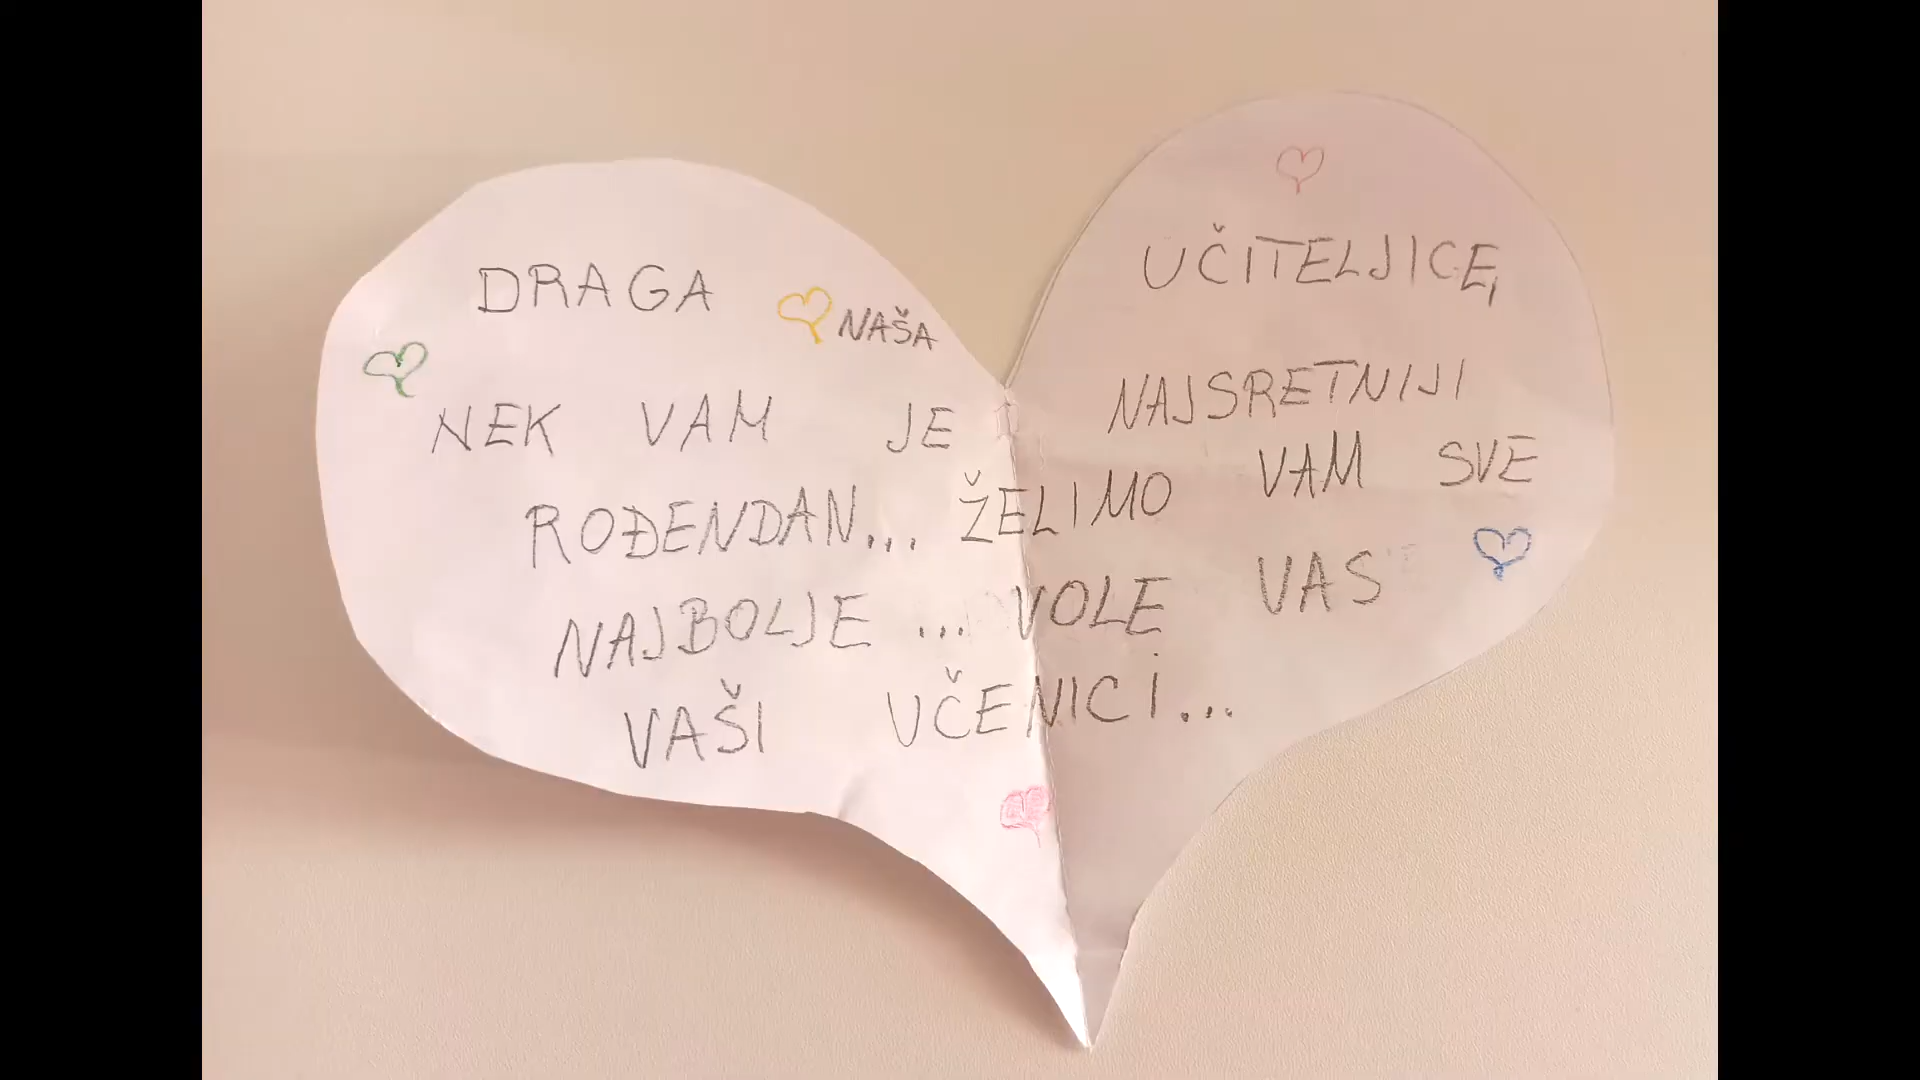 DRAGA NAŠA UČITELJICE,
NEK VAM JE NAJSRETNIJI
ROĐENDAN... ŽELIMO VAM SVE
NAJBOLJE ... VOLE VAS
VAŠI UČENICI...